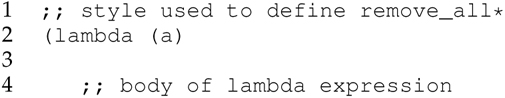 1 ;; style used to define remove_all*
2 (lambda (a)
3
4 ;; body of lambda expression